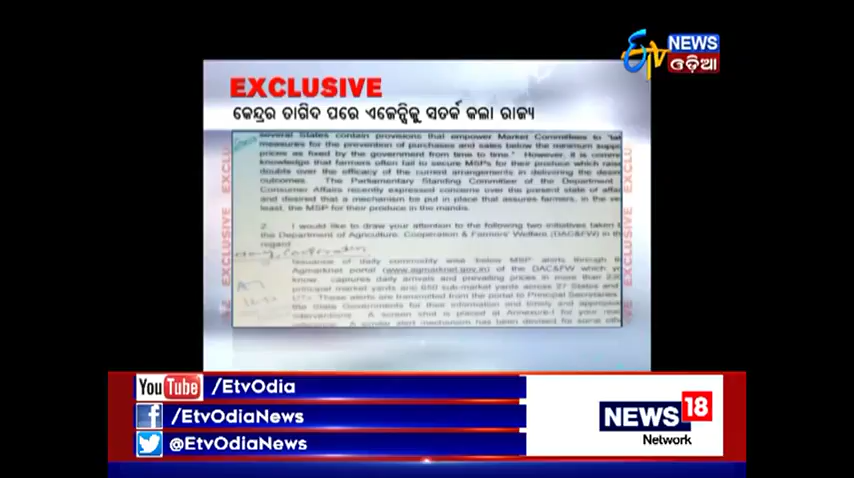 ETV NEWS
ଓଡ଼ିଆ
EXCLUSIVE
କେନ୍ଦ୍ରର ତାଗିଦ ପରେ ଏଜେନ୍ସିକୁ ସତର୍କ କଲା ରାଜ୍ୟ
several States contain provisions that empower Market Committees to
measures for the prevention of purchases and sales below the minimum
prices as fixed by the government from time to time." However, it is
knowledge that farmers often fail to secure MSPs for their produce which
doubts over the efficacy of the current arrangements in delivering the
outcomes. The Parliamentary Standing Committee of the Department
Consumer Affairs recently expressed concerns over the present state of
and desired that a mechanism be put in place that assures farmers, in the
least, the MSP for their produce in the mandis.
2. I would like to draw your attention to the following two initiatives taken
the Department of Agriculture, Cooperation & Farmers' Welfare (DAC&FW) in
regard
Issuance of daily commodity area below MSP alerts through
Agmarknet portal (www.agmarknet.gov.in) of the DAC&FW which
know, captures daily arrivals and prevailing prices in more than
principal market yards and 650 sub-market yards across 27 States and
UTs. These alerts are transmitted from the portal to Principal Secretaries
the State Governments for their information and timely and
interventions. A screen shot is placed at Annexure-I for your
reference. A similar alert mechanism has been devised for some
EXCLUSIVE
EXCLUSIVE
YouTube /EtvOdia
f /EtvOdiaNews
@EtvOdiaNews
NEWS 18
Network